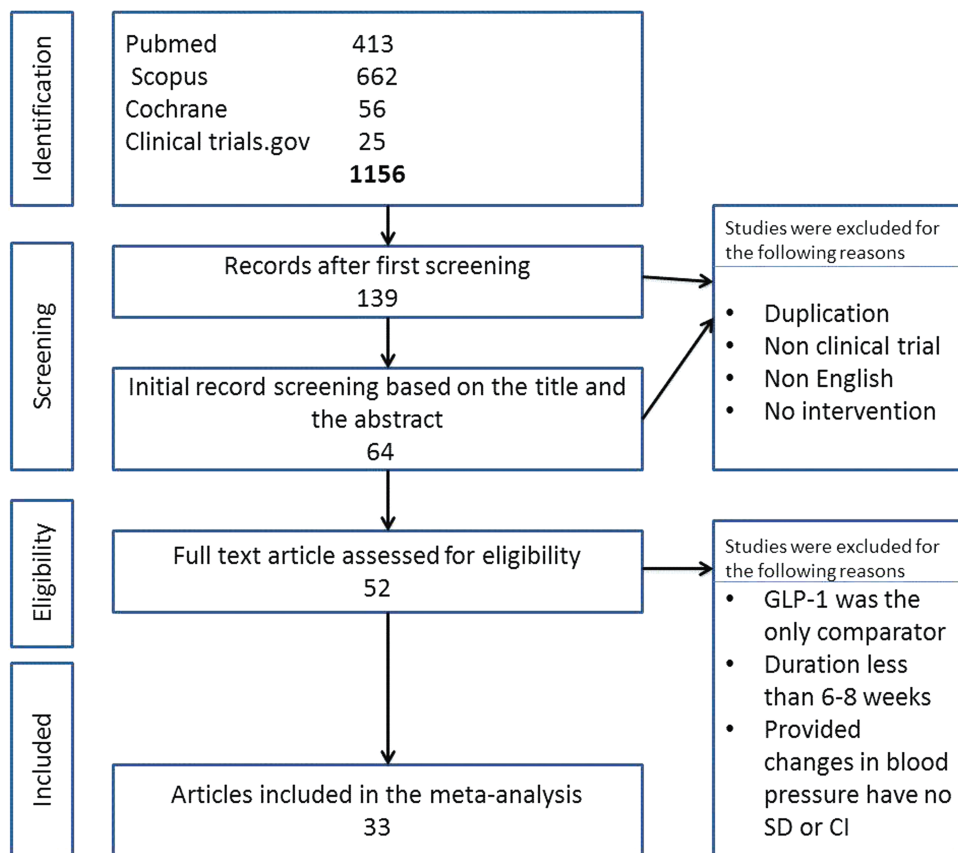 Identification
Pubmed 413
Scopus 662
Cochrane 56
Clinical trials.gov 25
1156
Screening
Records after first screening
139
Initial record screening based on the title and
the abstract
64
Studies were excluded for
the following reasons
• Duplication
• Non clinical trial
• Non English
• No intervention
Eligibility
Full text article assessed for eligibility
52
Studies were excluded for
the following reasons
• GLP-1 was the
only comparator
• Duration less
than 6-8 weeks
• Provided
changes in blood
pressure have no
SD or CI
Included
Articles included in the meta-analysis
33